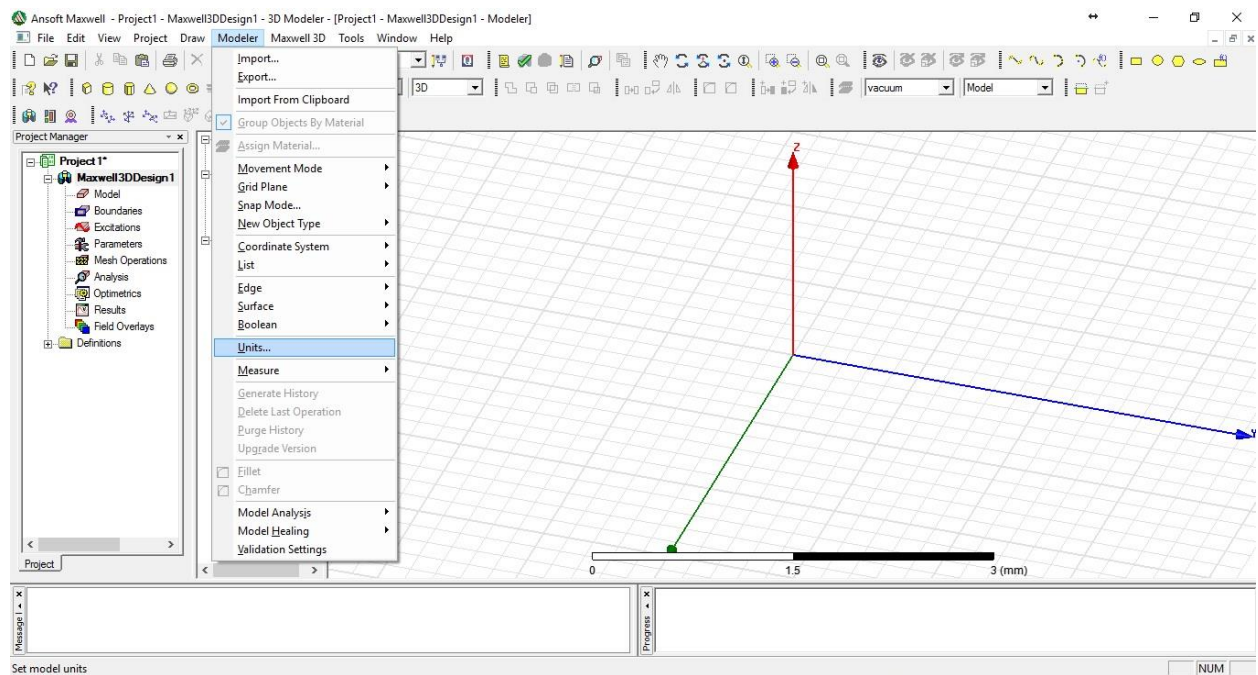 Ansoft Maxwell - Project1 - Maxwell3DDesign1 - 3D Modeler - [Project1 - Maxwell3DDesign1 - Modeler]
File Edit View Project Draw Modeler Maxwell 3D Tools Window Help
3D
vacuum
Model
Project Manager
Project1*
Maxwell3DDesign1
Model
Boundaries
Excitations
Parameters
Mesh Operations
Analysis
Optimetrics
Results
Field Overlays
Definitions
Project
Import...
Export...
Import From Clipboard
Group Objects By Material
Assign Material...
Movement Mode
Grid Plane
Snap Mode...
New Object Type
Coordinate System
List
Edge
Surface
Boolean
Units...
Measure
Generate History
Delete Last Operation
Purge History
Upgrade Version
Fillet
Chamfer
Model Analysis
Model Healing
Validation Settings
Z
Y
0 1.5 3 (mm)
Progress
Set model units
NUM